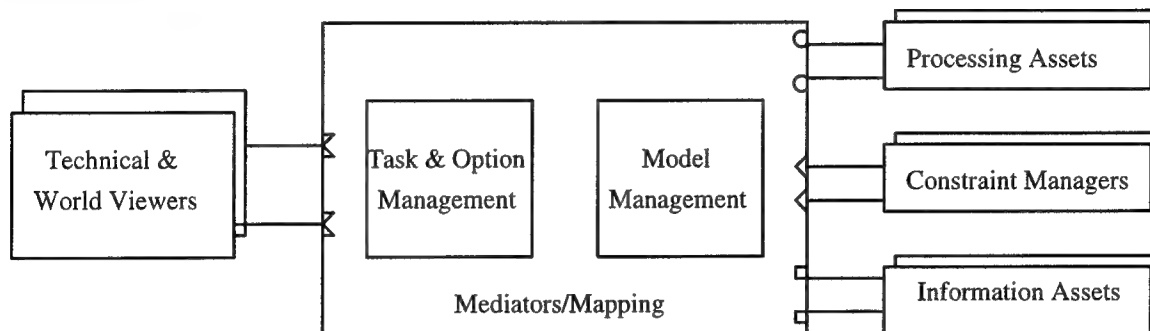 Processing Assets
Technical &
World Viewers
Task & Option
Management
Model
Management
Constraint Managers
Information Assets
Mediators/Mapping